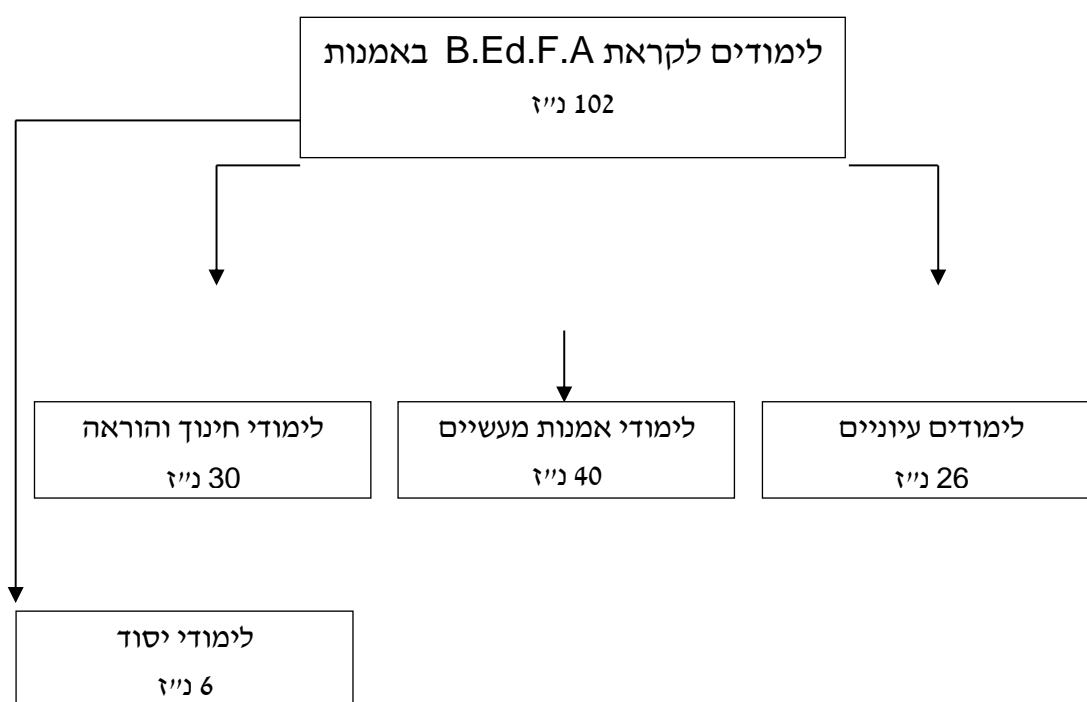 לימודים לקראת B.Ed.F.A באמנות
102 נ״ז
לימודים עיוניים
26 נ״ז
לימודי אמנות מעשיים
40 נ״ז
לימודי חינוך והוראה
30 נ״ז
לימודי יסוד
6 נ״ז